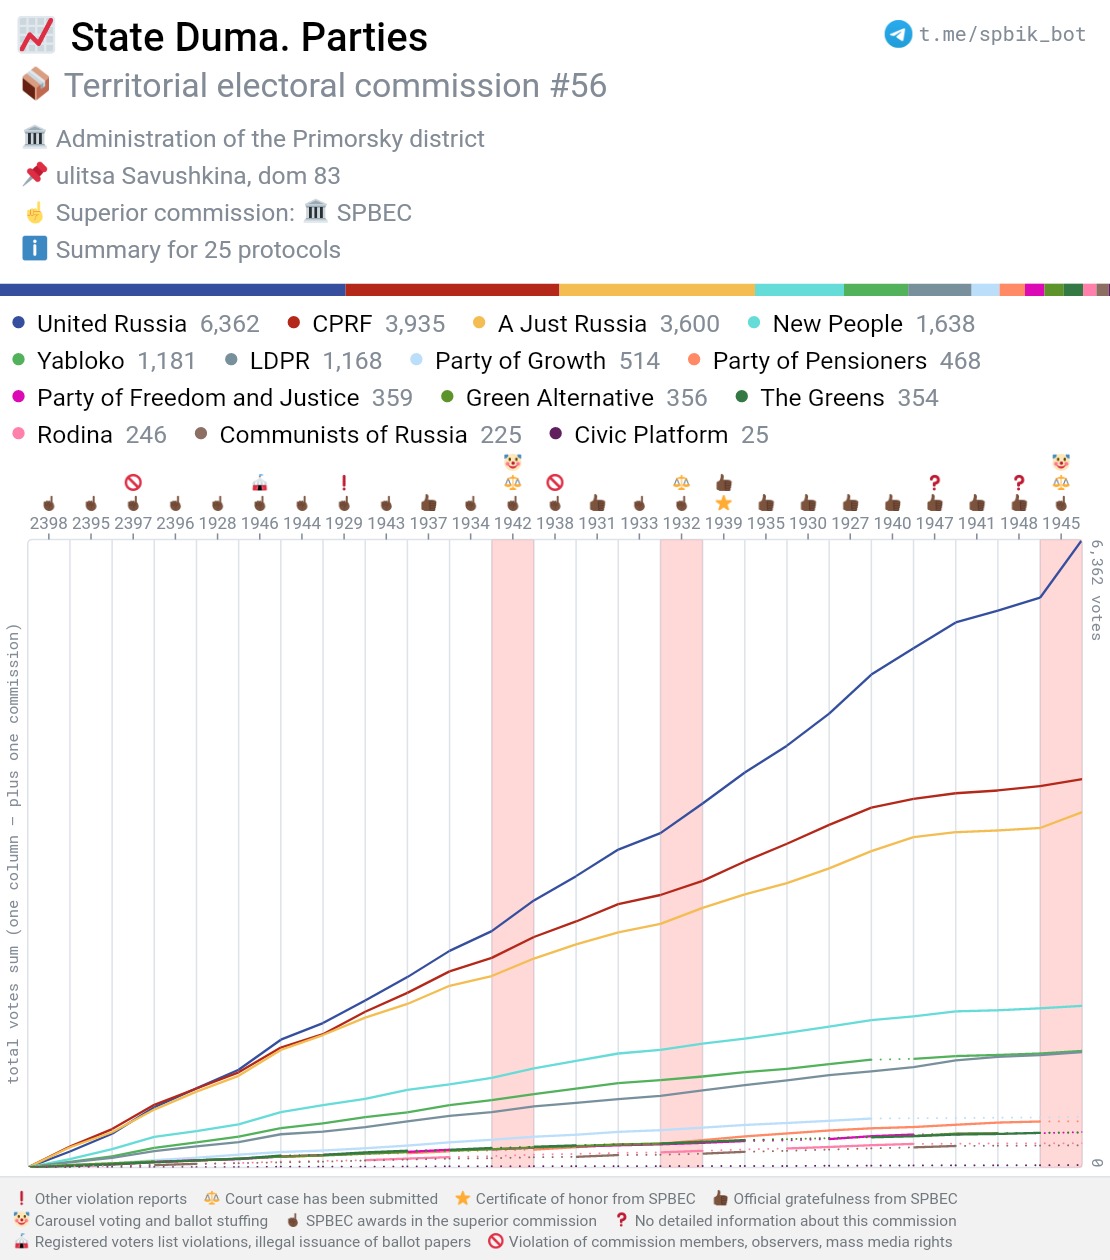 State Duma. Parties
t.me/spbik_bot
Territorial electoral commission #56
Administration of the Primorsky district
ulitsa Savushkina, dom 83
Superior commission: SPBEC
Summary for 25 protocols
United Russia 6,362 CPRF 3,935 A Just Russia 3,600 New People 1,638
Yabloko 1,181 LDPR 1,168 Party of Growth 514 Party of Pensioners 468
Party of Freedom and Justice 359 Green Alternative 356 The Greens 354
Rodina 246 Communists of Russia 225 Civic Platform 25
2398 2395 2397 2396 1928 1946 1944 1929 1943 1937 1934 1942 1938 1931 1933 1932 1939 1935 1930 1927 1940 1947 1941 1948 1945
6,362 votes
total votes sum (one column – plus one commission)
0
Other violation reports Court case has been submitted Certificate of honor from SPBEC Official gratefulness from SPBEC
Carousel voting and ballot stuffing SPBEC awards in the superior commission No detailed information about this commission
Registered voters list violations, illegal issuance of ballot papers Violation of commission members, observers, mass media rights